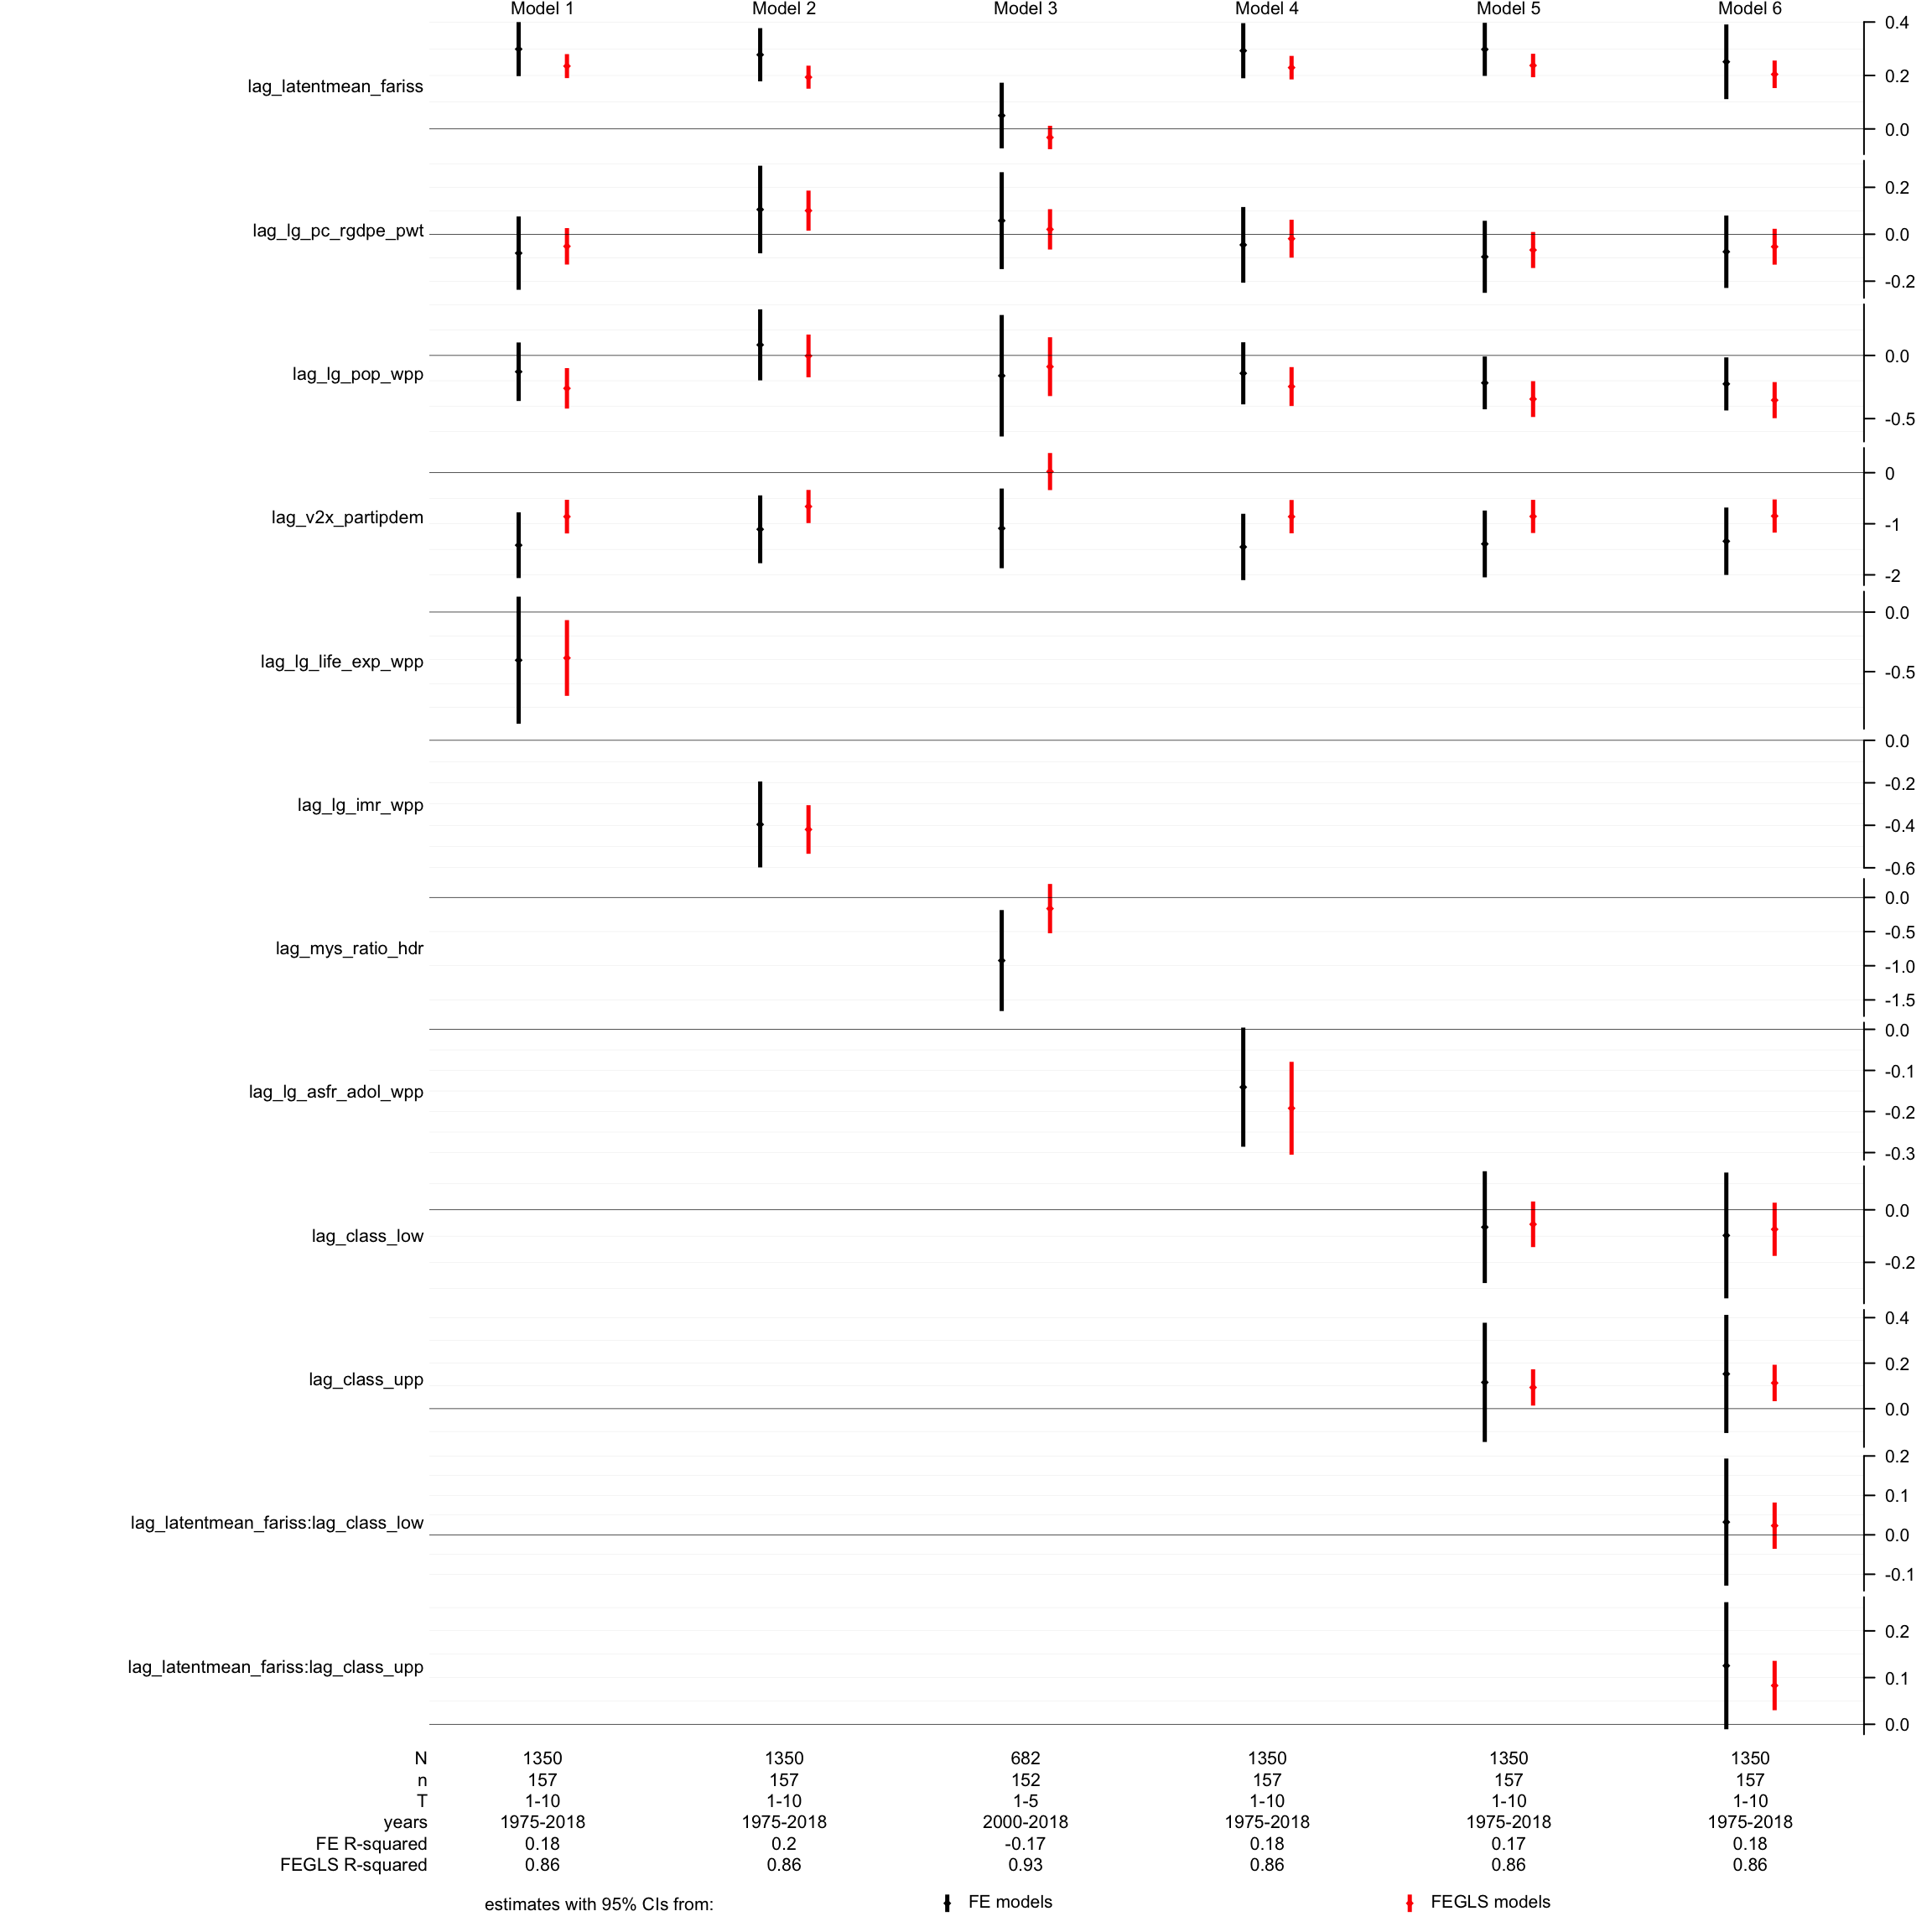 Model 1 Model 2 Model 3 Model 4 Model 5 Model 6
lag_latentmean_fariss
0.4
0.2
0.0
lag_lg_pc_rgdpe_pwt
0.2
0.0
-0.2
lag_lg_pop_wpp
0.0
-0.5
lag_v2x_partipdem
0
-1
-2
lag_lg_life_exp_wpp
0.0
-0.5
lag_lg_imr_wpp
0.0
-0.2
-0.4
-0.6
lag_mys_ratio_hdr
0.0
-0.5
-1.0
-1.5
lag_lg_asfr_adol_wpp
0.0
-0.1
-0.2
-0.3
lag_class_low
0.0
-0.2
lag_class_upp
0.4
0.2
0.0
lag_latentmean_fariss:lag_class_low
0.2
0.1
0.0
-0.1
lag_latentmean_fariss:lag_class_upp
0.2
0.1
0.0
N 1350 1350 682 1350 1350 1350
n 157 157 152 157 157 157
T 1-10 1-10 1-5 1-10 1-10 1-10
years 1975-2018 1975-2018 2000-2018 1975-2018 1975-2018 1975-2018
FE R-squared 0.18 0.2 -0.17 0.18 0.17 0.18
FEGLS R-squared 0.86 0.86 0.93 0.86 0.86 0.86
estimates with 95% CIs from: FE models FEGLS models